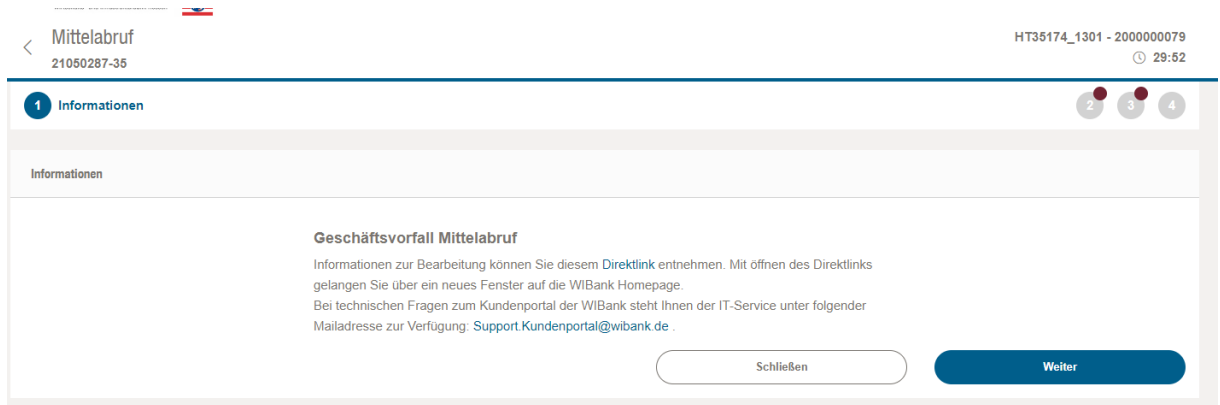 Mittelabruf
21050287-35
HT35174_1301 - 2000000079
29:52
1 Informationen
2 3 4
Informationen
Geschäftsvorfall Mittelabruf
Informationen zur Bearbeitung können Sie diesem Direktlink entnehmen. Mit öffnen des Direktlinks
gelangen Sie über ein neues Fenster auf die WIBank Homepage.
Bei technischen Fragen zum Kundenportal der WIBank steht Ihnen der IT-Service unter folgender
Mailadresse zur Verfügung: Support.Kundenportal@wibank.de .
Schließen
Weiter